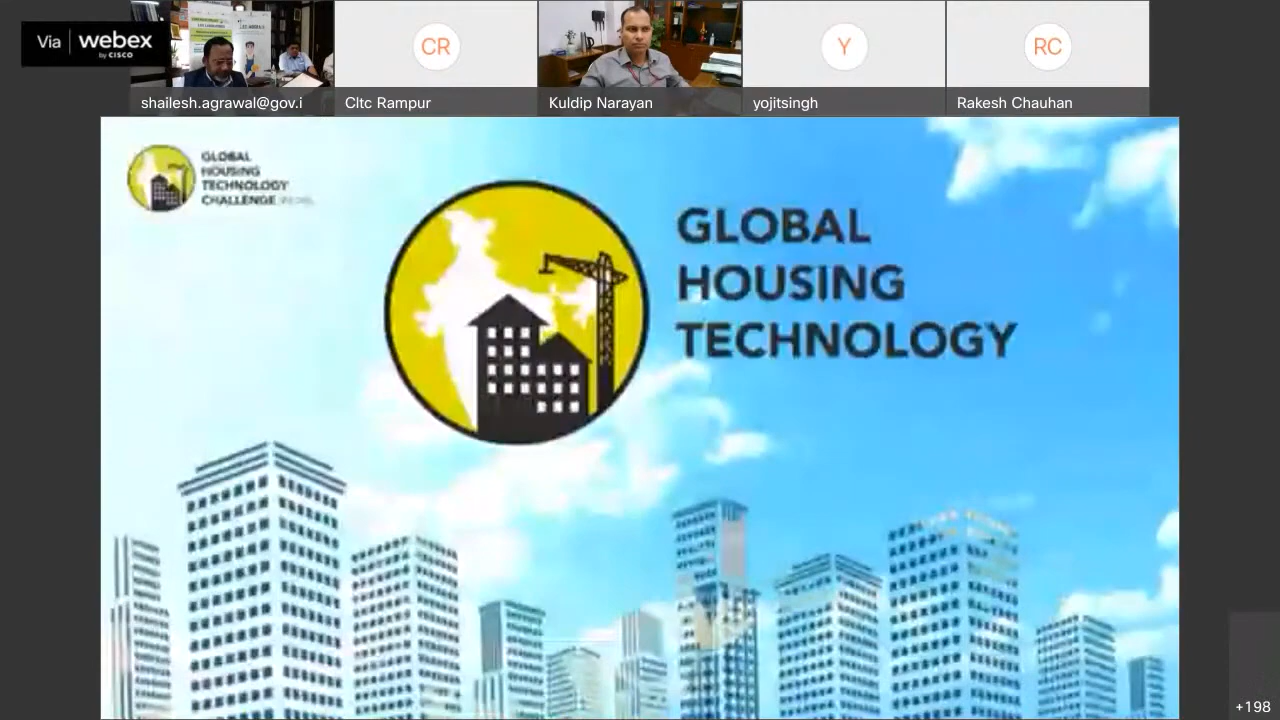 Via webex
by CISCO
shailesh.agrawal@gov.i
CR
Cltc Rampur
Kuldip Narayan
Y
yojitsingh
RC
Rakesh Chauhan
GLOBAL
HOUSING
TECHNOLOGY
CHALLENGE
GLOBAL
HOUSING
TECHNOLOGY
+198